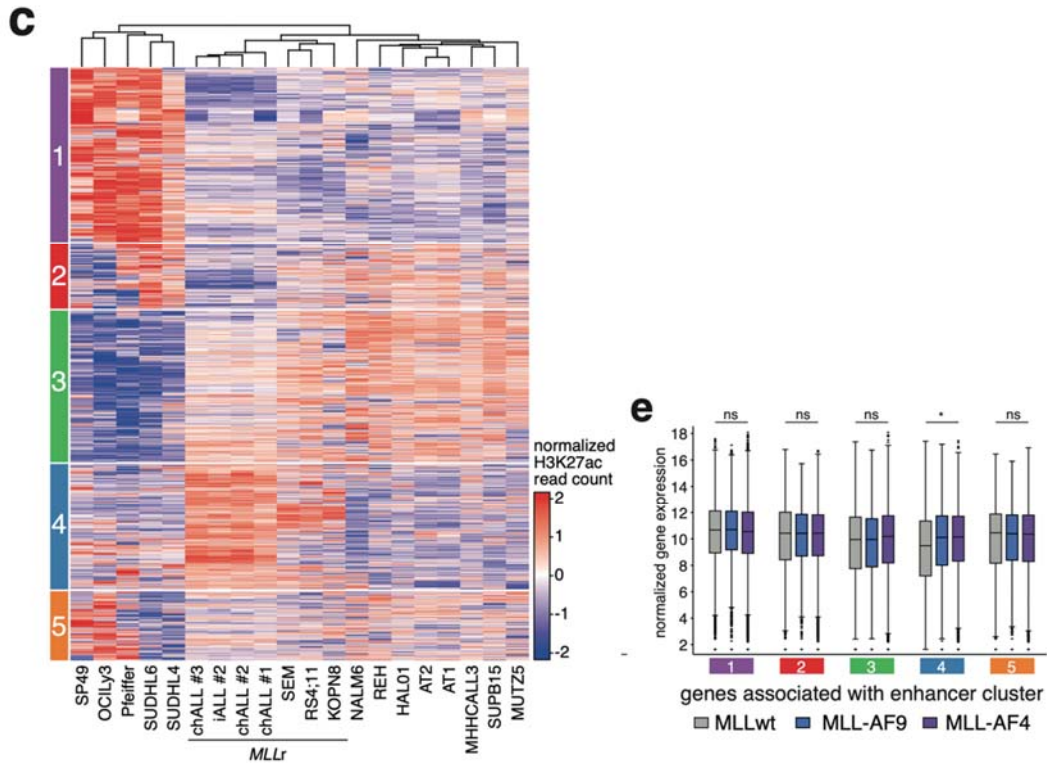 c
1
2
3
4
5
normalized
H3K27ac
read count
2
1
0
-1
-2
SP49
OCILy3
Pfeiffer
SUDHL6
SUDHL4
chALL #3
iALL #2
chALL #2
chALL #1
SEM
RS4;11
KOPN8
NALM6
REH
HAL01
AT2
AT1
MHHCALL3
SUPB15
MUTZ5
MLLr
e
ns
ns
ns
*
ns
normalized gene expression
18
16
14
12
10
8
6
4
2
1
2
3
4
5
genes associated with enhancer cluster
MLLwt
MLL-AF9
MLL-AF4